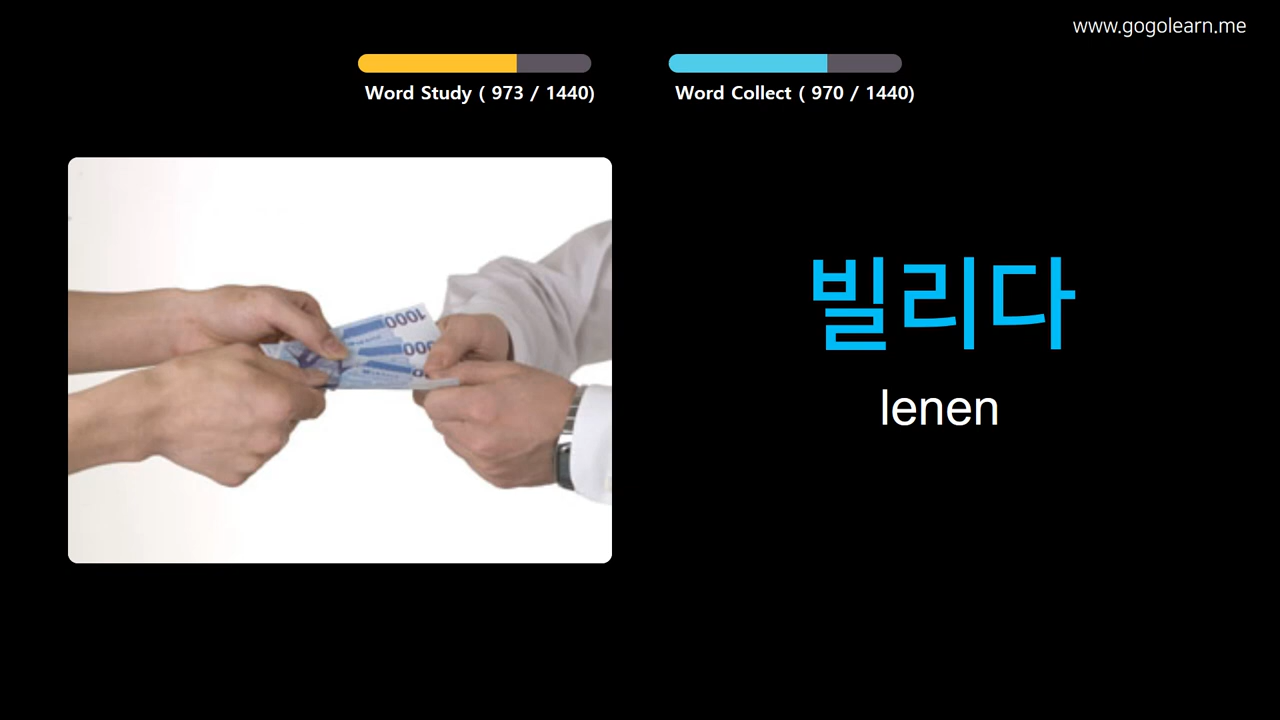 www.gogolearn.me
Word Study ( 973 / 1440)
Word Collect ( 970 / 1440)
1000
빌리다
lenen